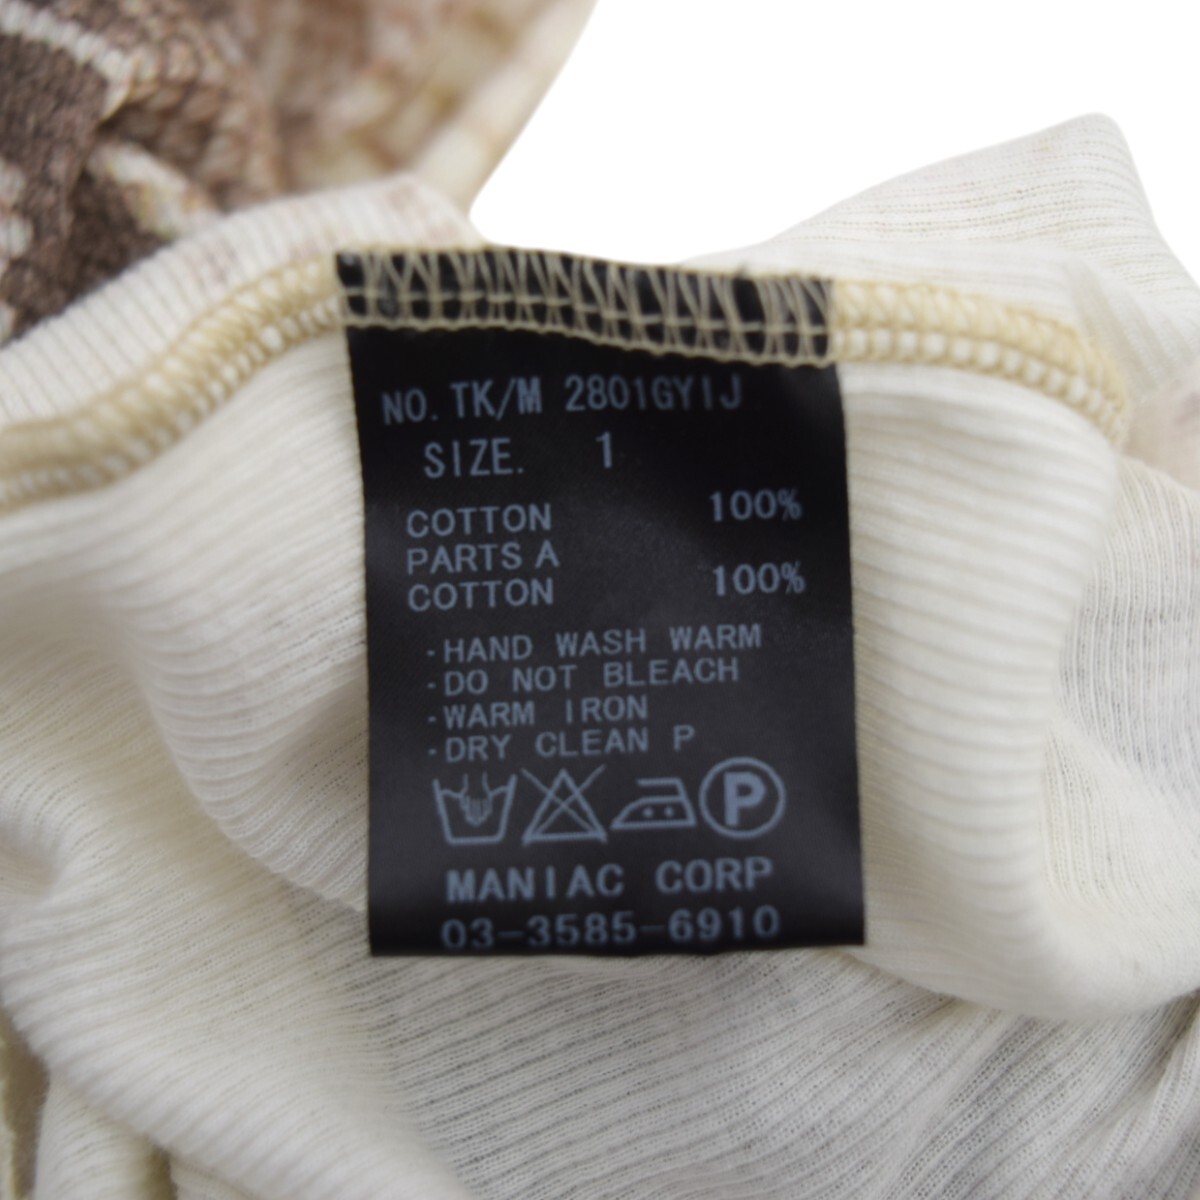 NO. TK/M 2801GYIJ
SIZE. 1
COTTON 100%
PARTS A
COTTON 100%
·HAND WASH WARM
·DO NOT BLEACH
·WARM IRON
·DRY CLEAN P
P
MANIAC CORP
03-3585-6910